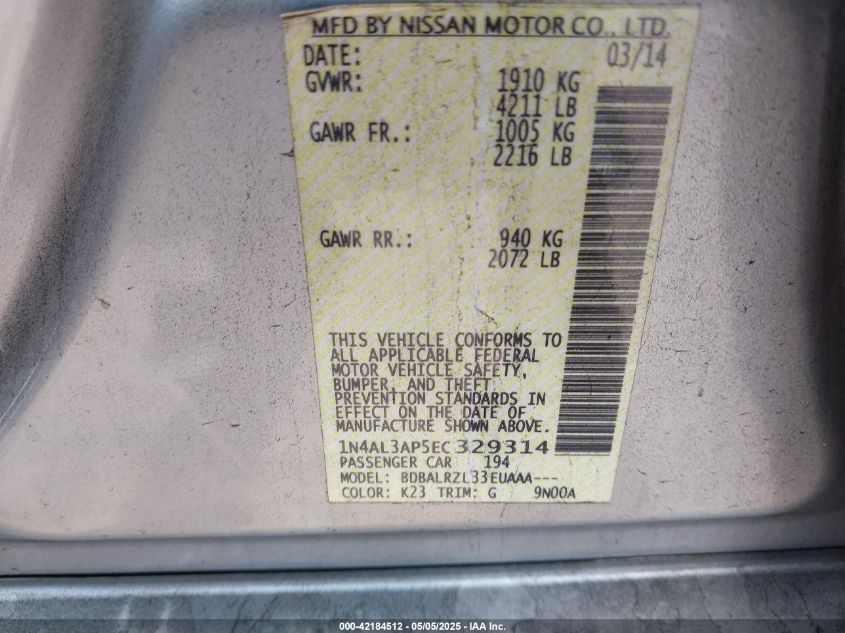 MFD BY NISSAN MOTOR CO., LTD.
DATE: 03/14
GVWR: 1910 KG
4211 LB
GAWR FR.: 1005 KG
2216 LB
GAWR RR.: 940 KG
2072 LB
THIS VEHICLE CONFORMS TO
ALL APPLICABLE FEDERAL
MOTOR VEHICLE SAFETY,
BUMPER, AND THEFT
PREVENTION STANDARDS IN
EFFECT ON THE DATE OF
MANUFACTURE SHOWN ABOVE.
1N4AL3AP5EC329314
PASSENGER CAR 194
MODEL: BDBALRZL33EUAAA---
COLOR: K23 TRIM: G 9N00A
000-42184512 - 05/05/2025 - IAA Inc.